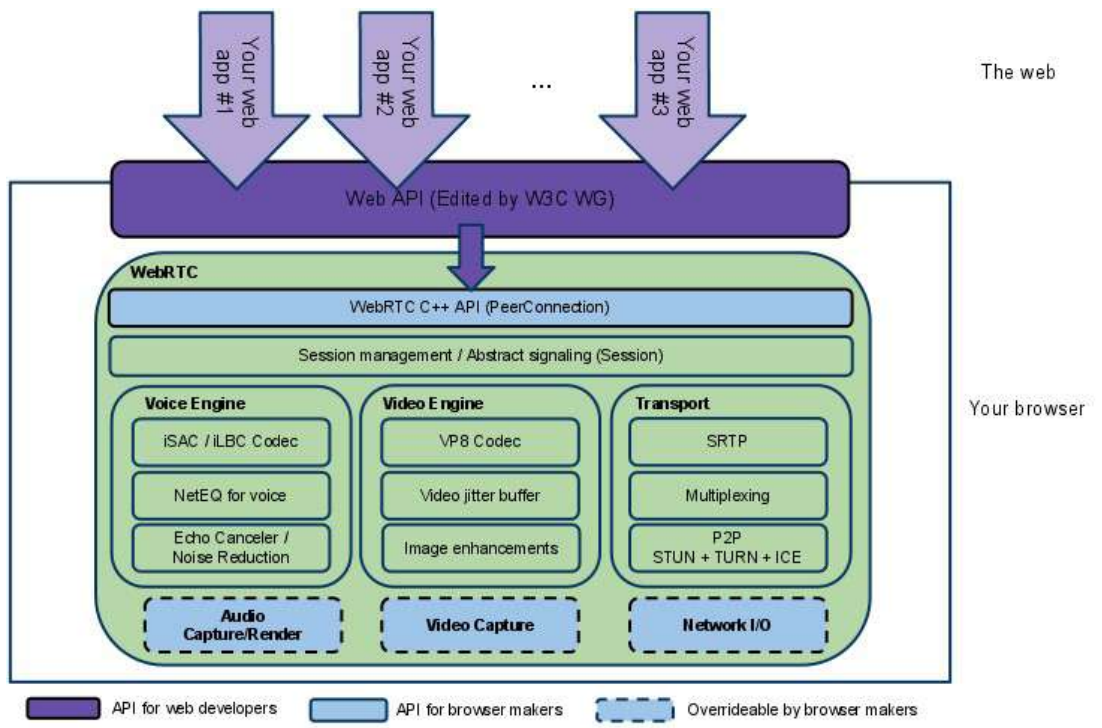 Your web
app #1
Your web
app #2
...
Your web
app #3
The web
Web API (Edited by W3C WG)
WebRTC
WebRTC C++ API (PeerConnection)
Session management / Abstract signaling (Session)
Your browser
Voice Engine
iSAC / iLBC Codec
NetEQ for voice
Echo Canceler /
Noise Reduction
Video Engine
VP8 Codec
Video jitter buffer
Image enhancements
Transport
SRTP
Multiplexing
P2P
STUN + TURN + ICE
Audio
Capture/Render
Video Capture
Network I/O
API for web developers
API for browser makers
Overrideable by browser makers